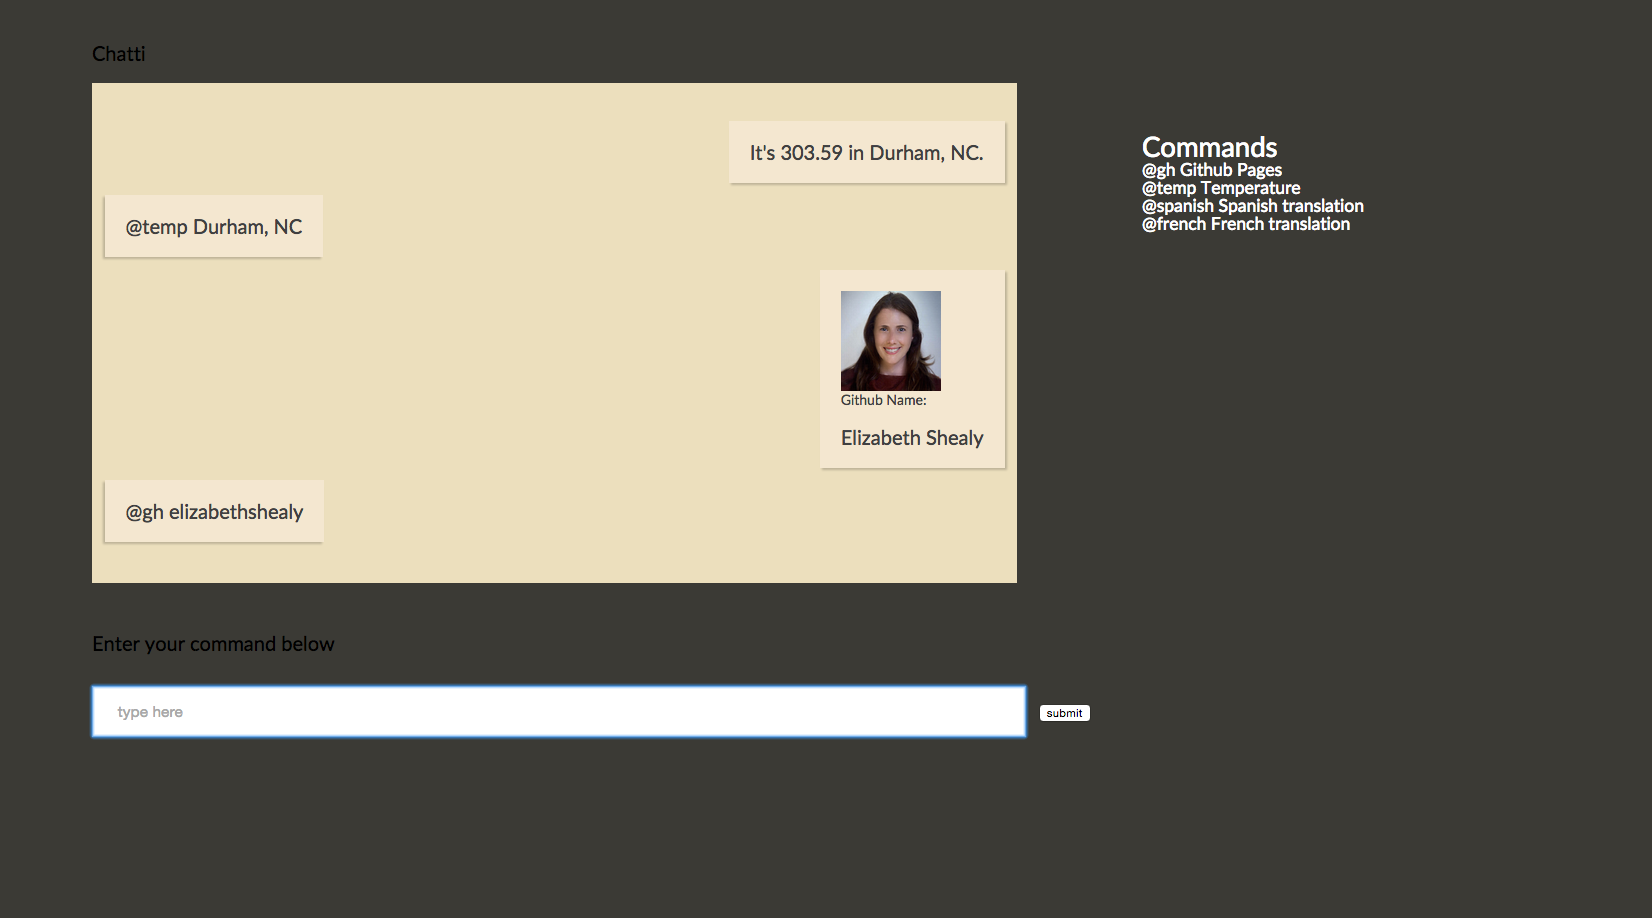 Chatti
It's 303.59 in Durham, NC.
@temp Durham, NC
Github Name:
Elizabeth Shealy
@gh elizabethshealy
Enter your command below
type here
submit
Commands
@gh Github Pages
@temp Temperature
@spanish Spanish translation
@french French translation